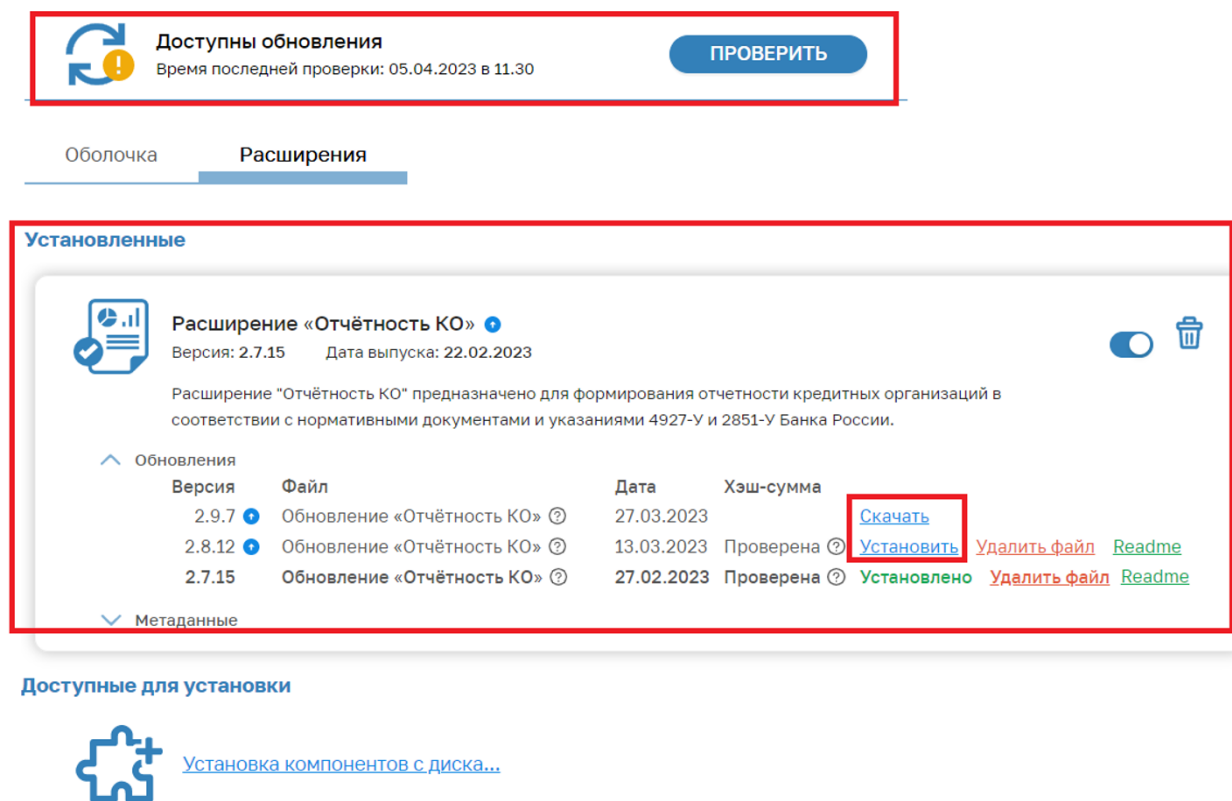 Доступны обновления
Время последней проверки: 05.04.2023 в 11.30
ПРОВЕРИТЬ
Оболочка Расширения
Установленные
Расширение «Отчётность КО»
Версия: 2.7.15 Дата выпуска: 22.02.2023
Расширение "Отчётность КО" предназначено для формирования отчетности кредитных организаций в
соответствии с нормативными документами и указаниями 4927-У и 2851-У Банка России.
Обновления
Версия Файл Дата Хэш-сумма
2.9.7 Обновление «Отчётность КО» ? 27.03.2023 Скачать
2.8.12 Обновление «Отчётность КО» ? 13.03.2023 Проверена ? Установить Удалить файл Readme
2.7.15 Обновление «Отчётность КО» ? 27.02.2023 Проверена ? Установлено Удалить файл Readme
Метаданные
Доступные для установки
Установка компонентов с диска...